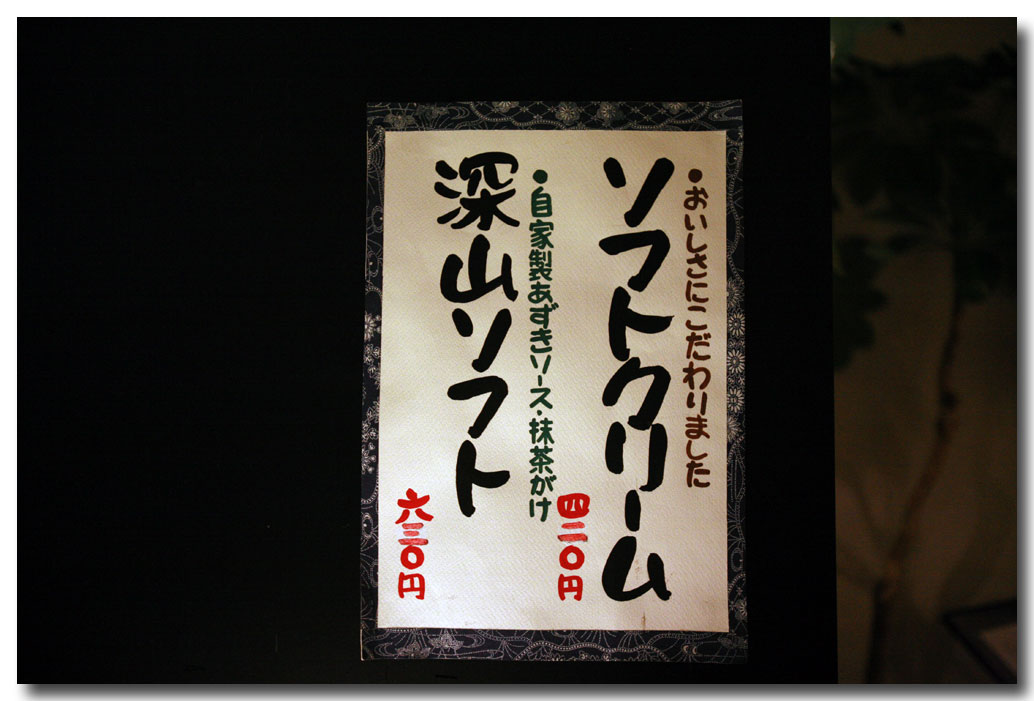 ●おいしさにこだわりました
ソフトクリーム
四二〇円
●自家製あずきソース・抹茶がけ
深山ソフト
六三〇円